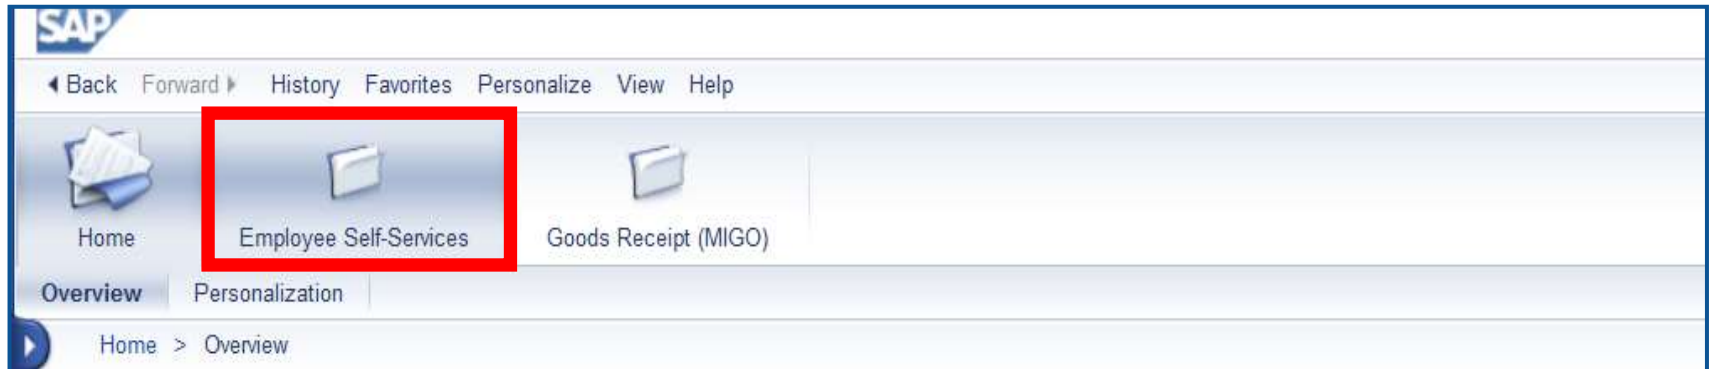 SAP
Back Forward History Favorites Personalize View Help
Home Employee Self-Services Goods Receipt (MIGO)
Overview Personalization
Home > Overview